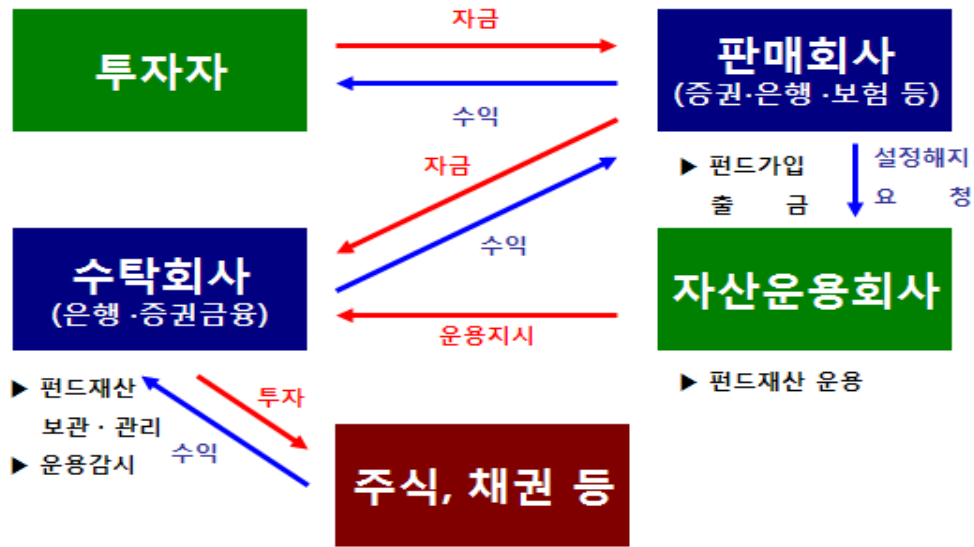 자금
투자자
판매회사
(증권·은행 ·보험 등)
수익
자금
▶ 펀드가입
출 금
설정해지
요 청
수익
수탁회사
(은행 ·증권금융)
자산운용회사
운용지시
▶ 펀드재산
보관 · 관리
▶ 운용감시
투자
수익
▶ 펀드재산 운용
주식, 채권 등